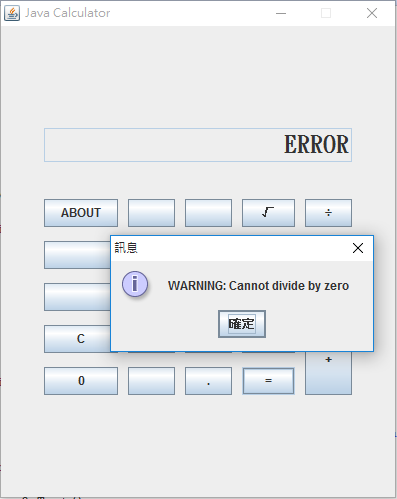 Java Calculator
ERROR
ABOUT
√
÷
訊息
WARNING: Cannot divide by zero
確定
C
+
0
.
=